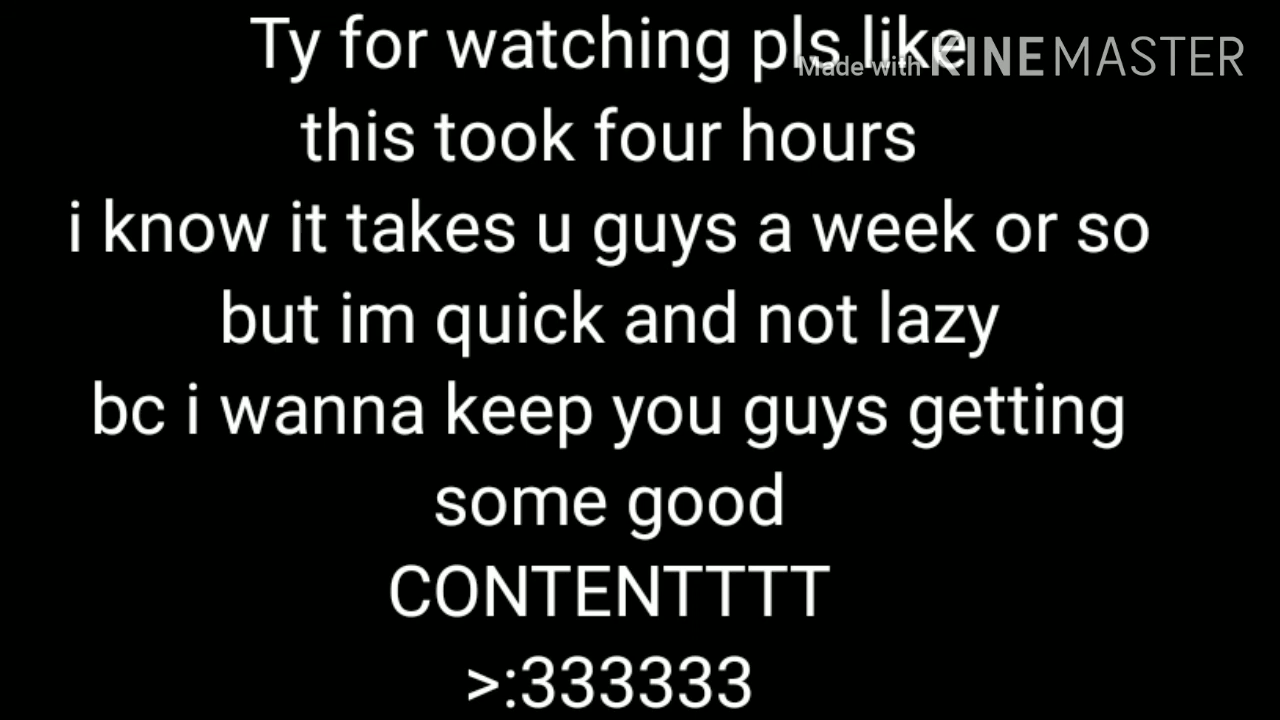 Ty for watching pls like
Made with KINEMASTER
this took four hours
i know it takes u guys a week or so
but im quick and not lazy
bc i wanna keep you guys getting
some good
CONTENTTTT
>:333333